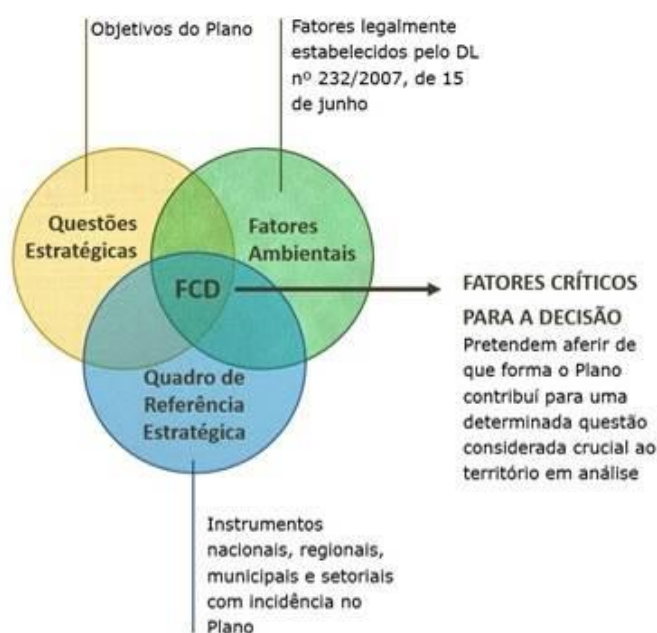 Objetivos do Plano
Fatores legalmente
estabelecidos pelo DL
nº 232/2007, de 15
de junho
Questões
Estratégicas
Fatores
Ambientais
FCD
Quadro de
Referência
Estratégica
FATORES CRÍTICOS
PARA A DECISÃO
Pretendem aferir de
que forma o Plano
contribuí para uma
determinada questão
considerada crucial ao
território em análise
Instrumentos
nacionais, regionais,
municipais e setoriais
com incidência no
Plano